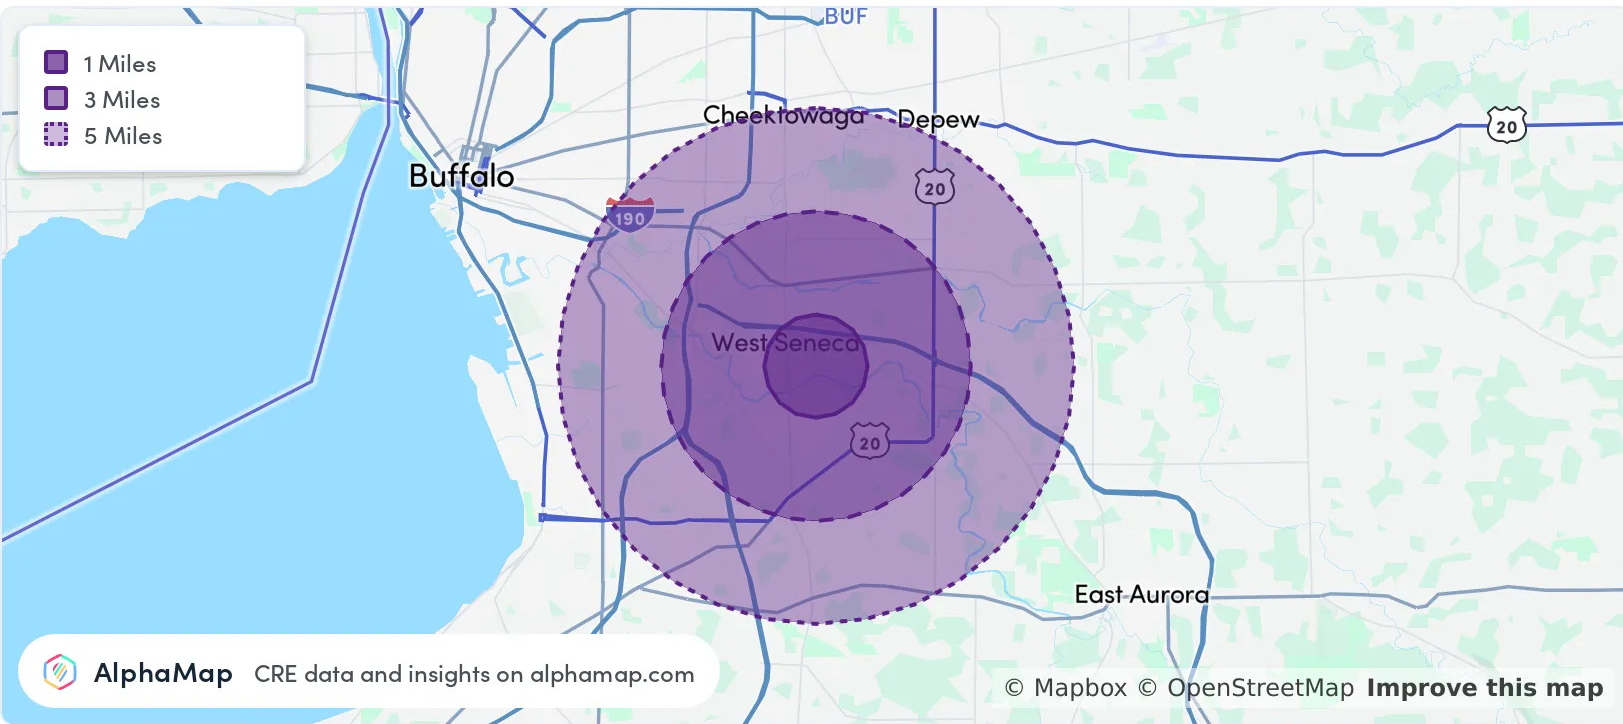 1 Miles
3 Miles
5 Miles
BUF
Cheektowaga
Depew
20
Buffalo
20
190
West Seneca
20
East Aurora
AlphaMap CRE data and insights on alphamap.com
© Mapbox © OpenStreetMap Improve this map